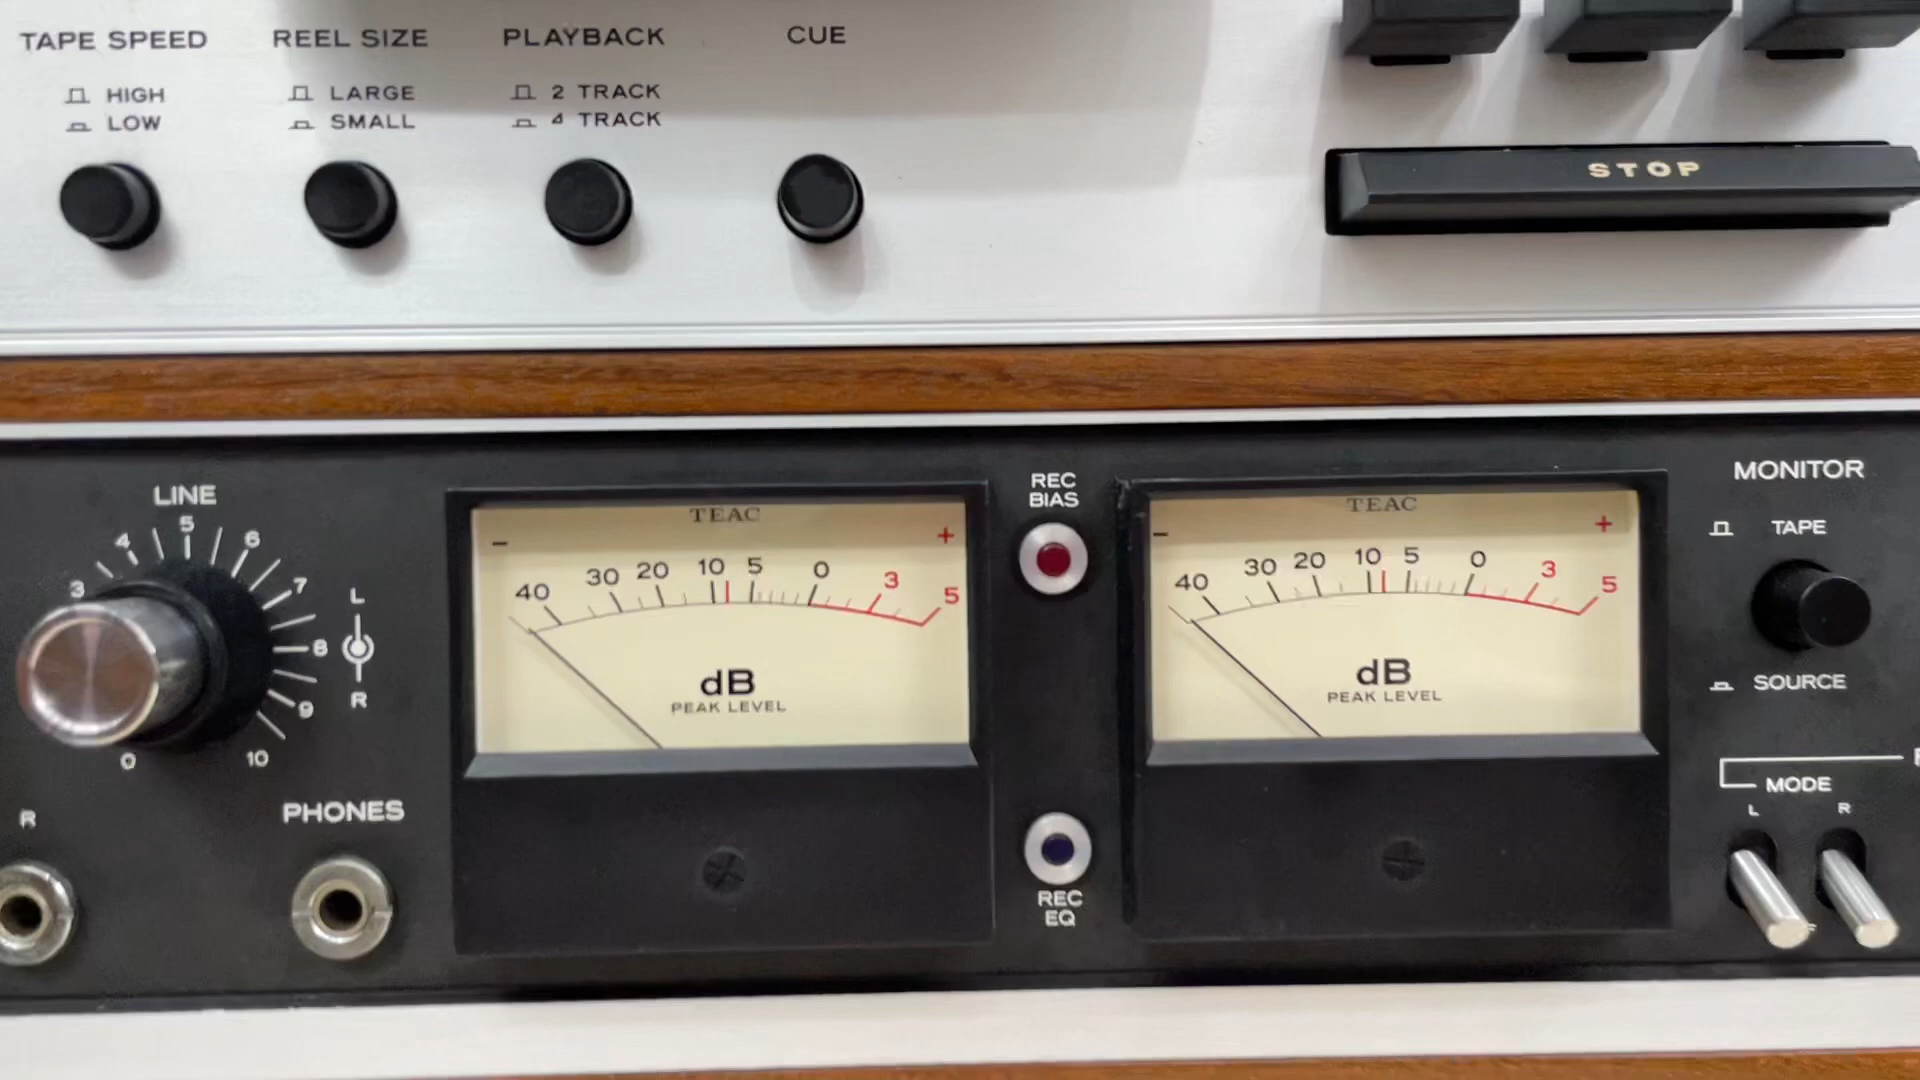 TAPE SPEED
HIGH
LOW
REEL SIZE
LARGE
SMALL
PLAYBACK
2 TRACK
4 TRACK
CUE
STOP
LINE
3 4 5 6 7 8 9 10
0
L
R
R
PHONES
TEAC
- +
40 30 20 10 5 0 3 5
dB
PEAK LEVEL
REC
BIAS
REC
EQ
TEAC
- +
40 30 20 10 5 0 3 5
dB
PEAK LEVEL
MONITOR
TAPE
SOURCE
MODE
L R